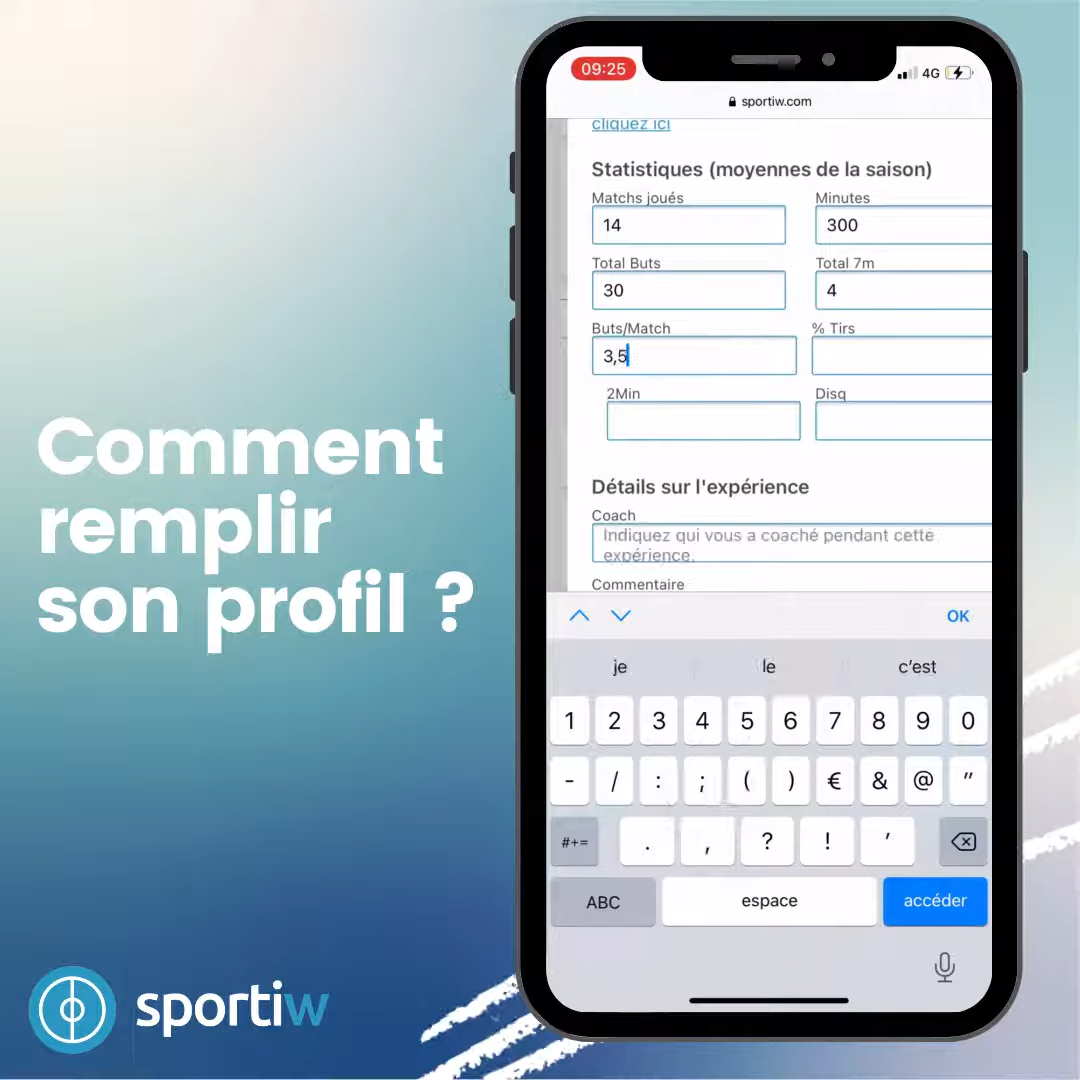 Comment
remplir
son profil ?
sportiw
09:25
4G
sportiw.com
cliquez ici
Statistiques (moyennes de la saison)
Matchs joués Minutes
14 300
Total Buts Total 7m
30 4
Buts/Match % Tirs
3,5
2Min Disq
Détails sur l'expérience
Coach
Indiquez qui vous a coaché pendant cette
expérience.
Commentaire
OK
je le c'est
1 2 3 4 5 6 7 8 9 0
- / : ; ( ) € & @ "
#+= . , ? ! '
ABC espace accéder